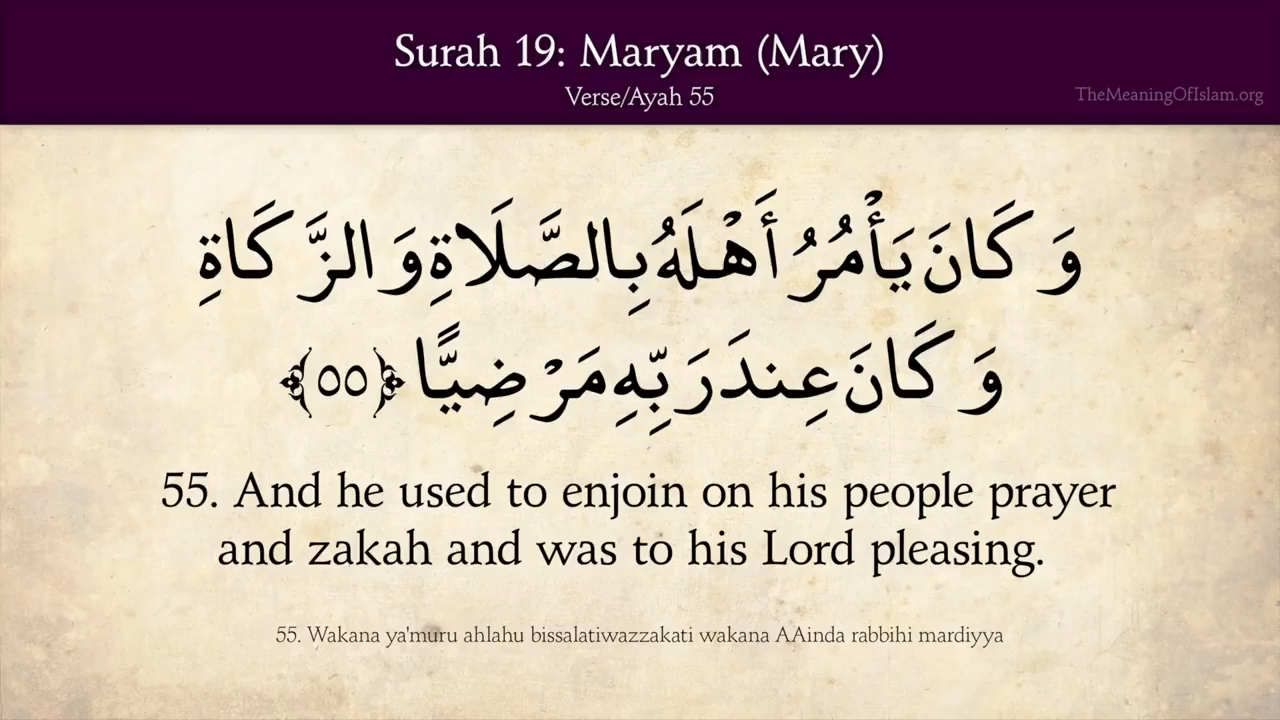 Surah 19: Maryam (Mary)
Verse/Ayah 55
TheMeaningOfIslam.org
وَكَانَ يَأْمُرُ أَهْلَهُ بِالصَّلَاةِ وَالزَّكَاةِ
وَكَانَ عِندَ رَبِّهِ مَرْضِيًّا ﴿٥٥﴾
55. And he used to enjoin on his people prayer
and zakah and was to his Lord pleasing.
55. Wakana ya'muru ahlahu bissalatiwazzakati wakana AAinda rabbihi mardiyya